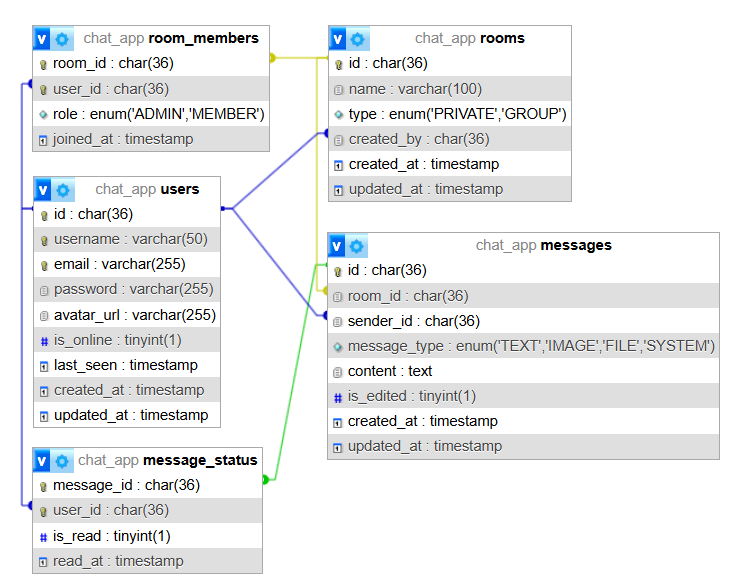 v chat_app room_members
room_id : char(36)
user_id : char(36)
role : enum('ADMIN','MEMBER')
joined_at : timestamp
v chat_app users
id : char(36)
username : varchar(50)
email : varchar(255)
password : varchar(255)
avatar_url : varchar(255)
# is_online : tinyint(1)
last_seen : timestamp
created_at : timestamp
updated_at : timestamp
v chat_app message_status
message_id : char(36)
user_id : char(36)
# is_read : tinyint(1)
read_at : timestamp
v chat_app rooms
id : char(36)
name : varchar(100)
type : enum('PRIVATE','GROUP')
created_by : char(36)
created_at : timestamp
updated_at : timestamp
v chat_app messages
id : char(36)
room_id : char(36)
sender_id : char(36)
message_type : enum('TEXT','IMAGE','FILE','SYSTEM')
content : text
# is_edited : tinyint(1)
created_at : timestamp
updated_at : timestamp